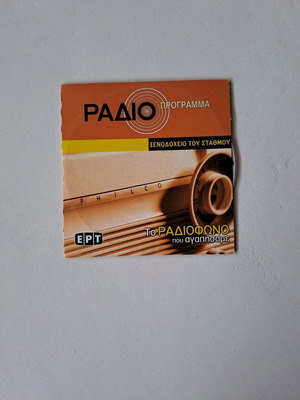 ΡΑΔΙΟ ΠΡΟΓΡΑΜΜΑ
ΞΕΝΟΔΟΧΕΙΟ ΤΟΥ ΣΤΑΘΜΟΥ
PHILCO
ΕΡΤ
Το ΡΑΔΙΟΦΩΝΟ
που αγαπήσαμε